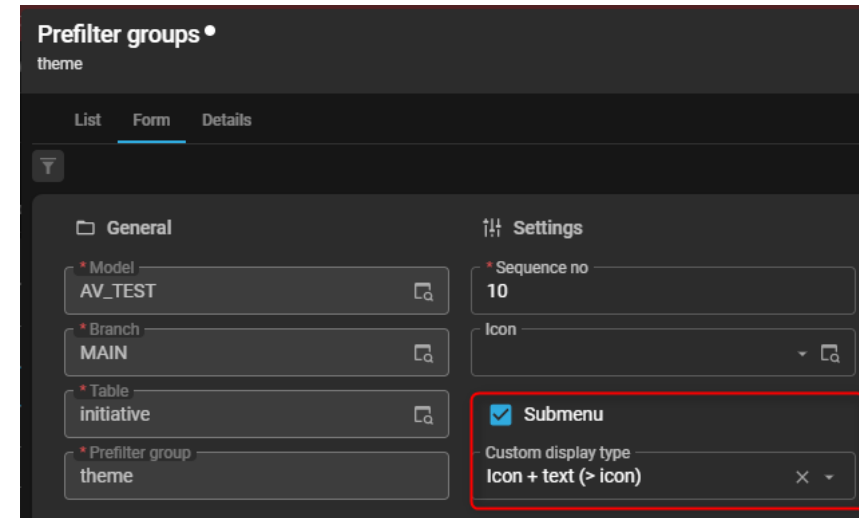 Prefilter groups
theme
List Form Details
General
* Model
AV_TEST
* Branch
MAIN
* Table
initiative
* Prefilter group
theme
Settings
* Sequence no
10
Icon
Submenu
Custom display type
Icon + text (> icon)